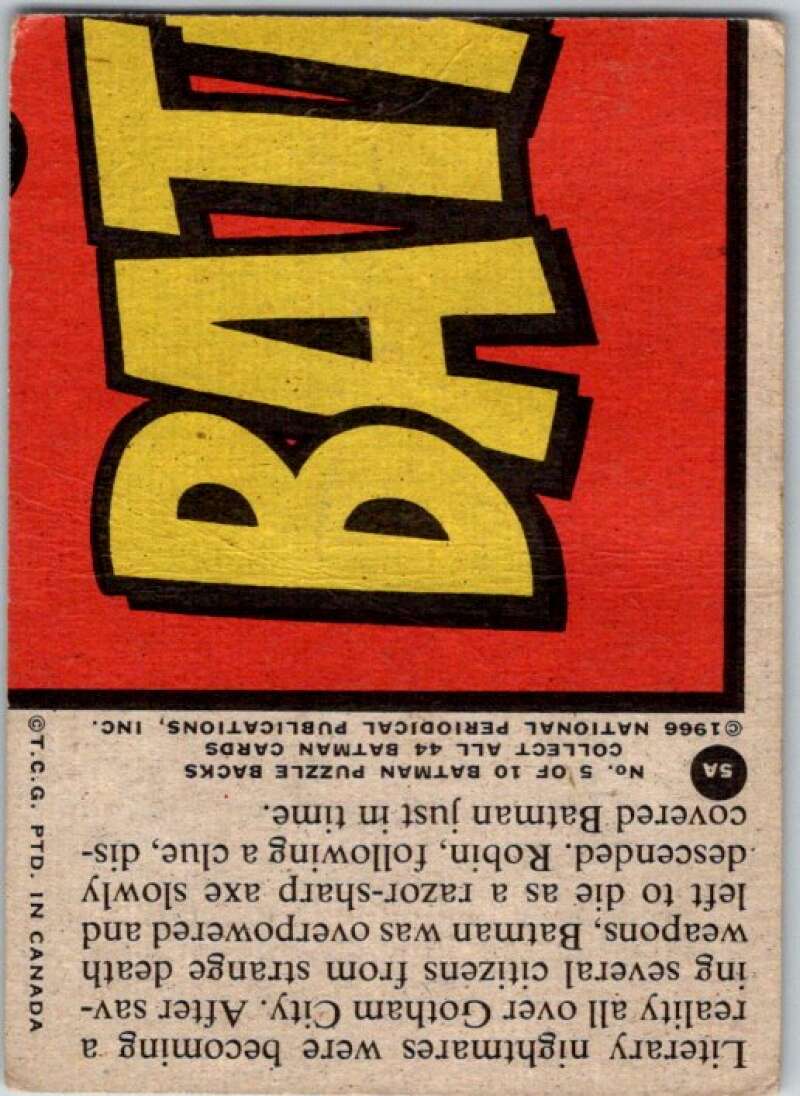 Literary nightmares were becoming a
reality all over Gotham City. After sav-
ing several citizens from strange death
weapons, Batman was overpowered and
left to die as a razor-sharp axe slowly
descended. Robin, following a clue, dis-
covered Batman just in time.
5A
No. 5 OF 10 BATMAN PUZZLE BACKS
COLLECT ALL 44 BATMAN CARDS
©1966 NATIONAL PERIODICAL PUBLICATIONS, INC.
©T.C.G. PTD. IN CANADA
BAT